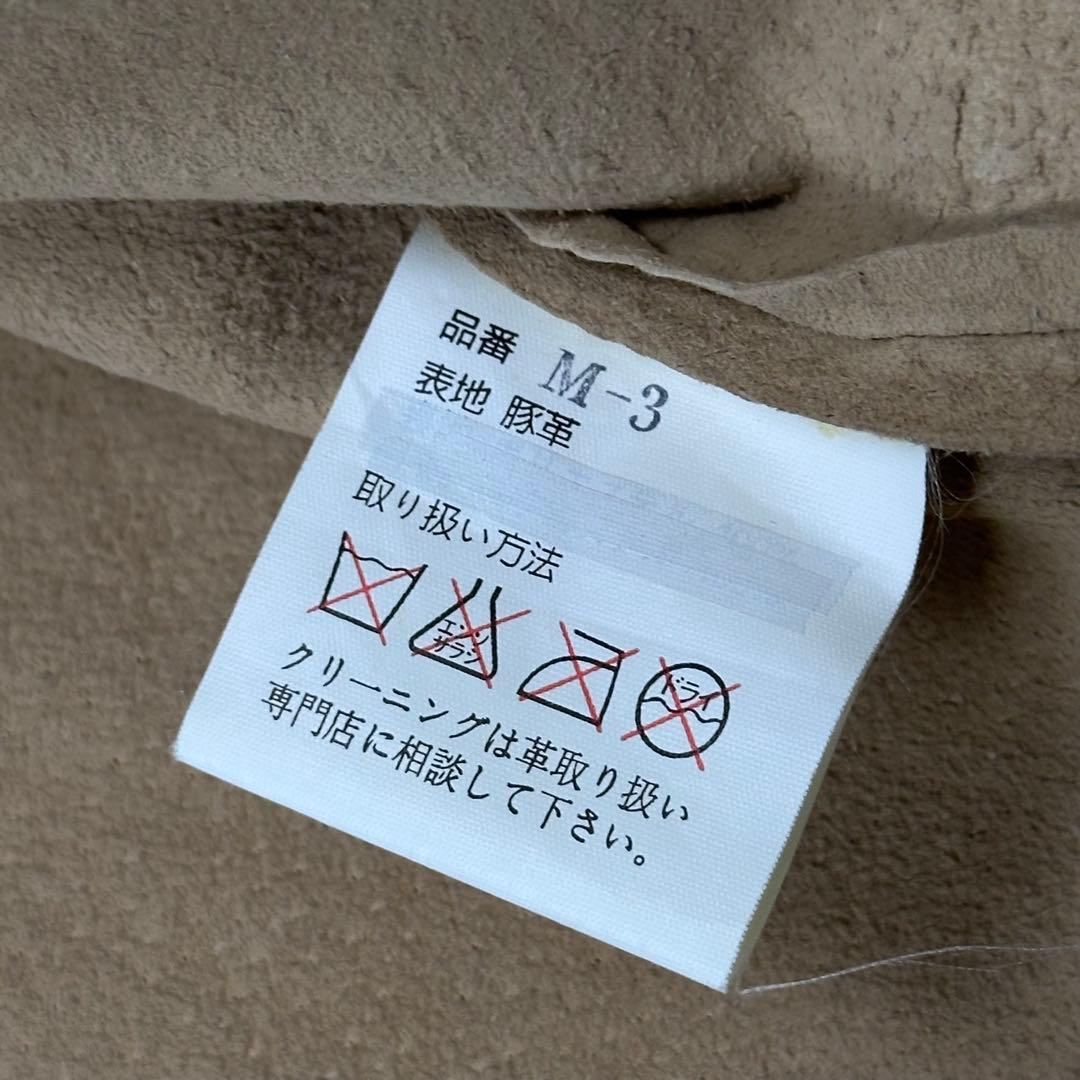 品番 M-3
表地 豚革
取り扱い方法
エンソ
サラシ
ドライ
クリーニングは革取り扱い
専門店に相談して下さい。